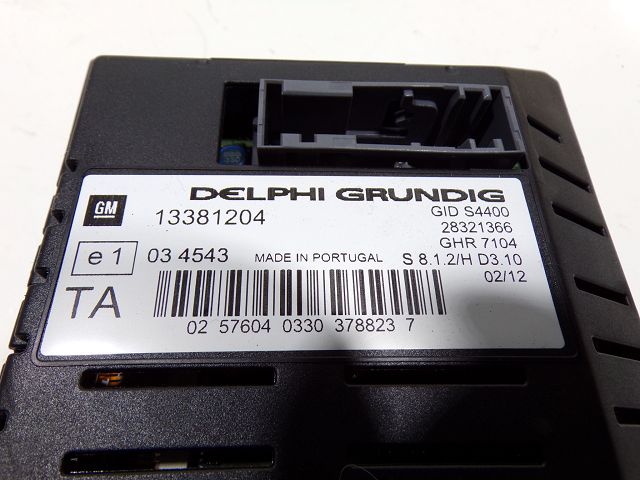 DELPHI GRUNDIG
GM 13381204 GID S4400
28321366
GHR 7104
e1 03 4543 MADE IN PORTUGAL S 8.1.2/H D3.10
TA 02/12
02 57604 0330 378823 7